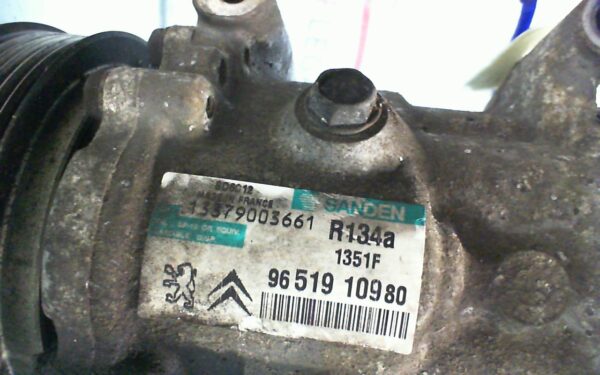 SD6C12
MADE IN FRANCE
SANDEN
13379003661
R134a
1351F
96 519 109 80